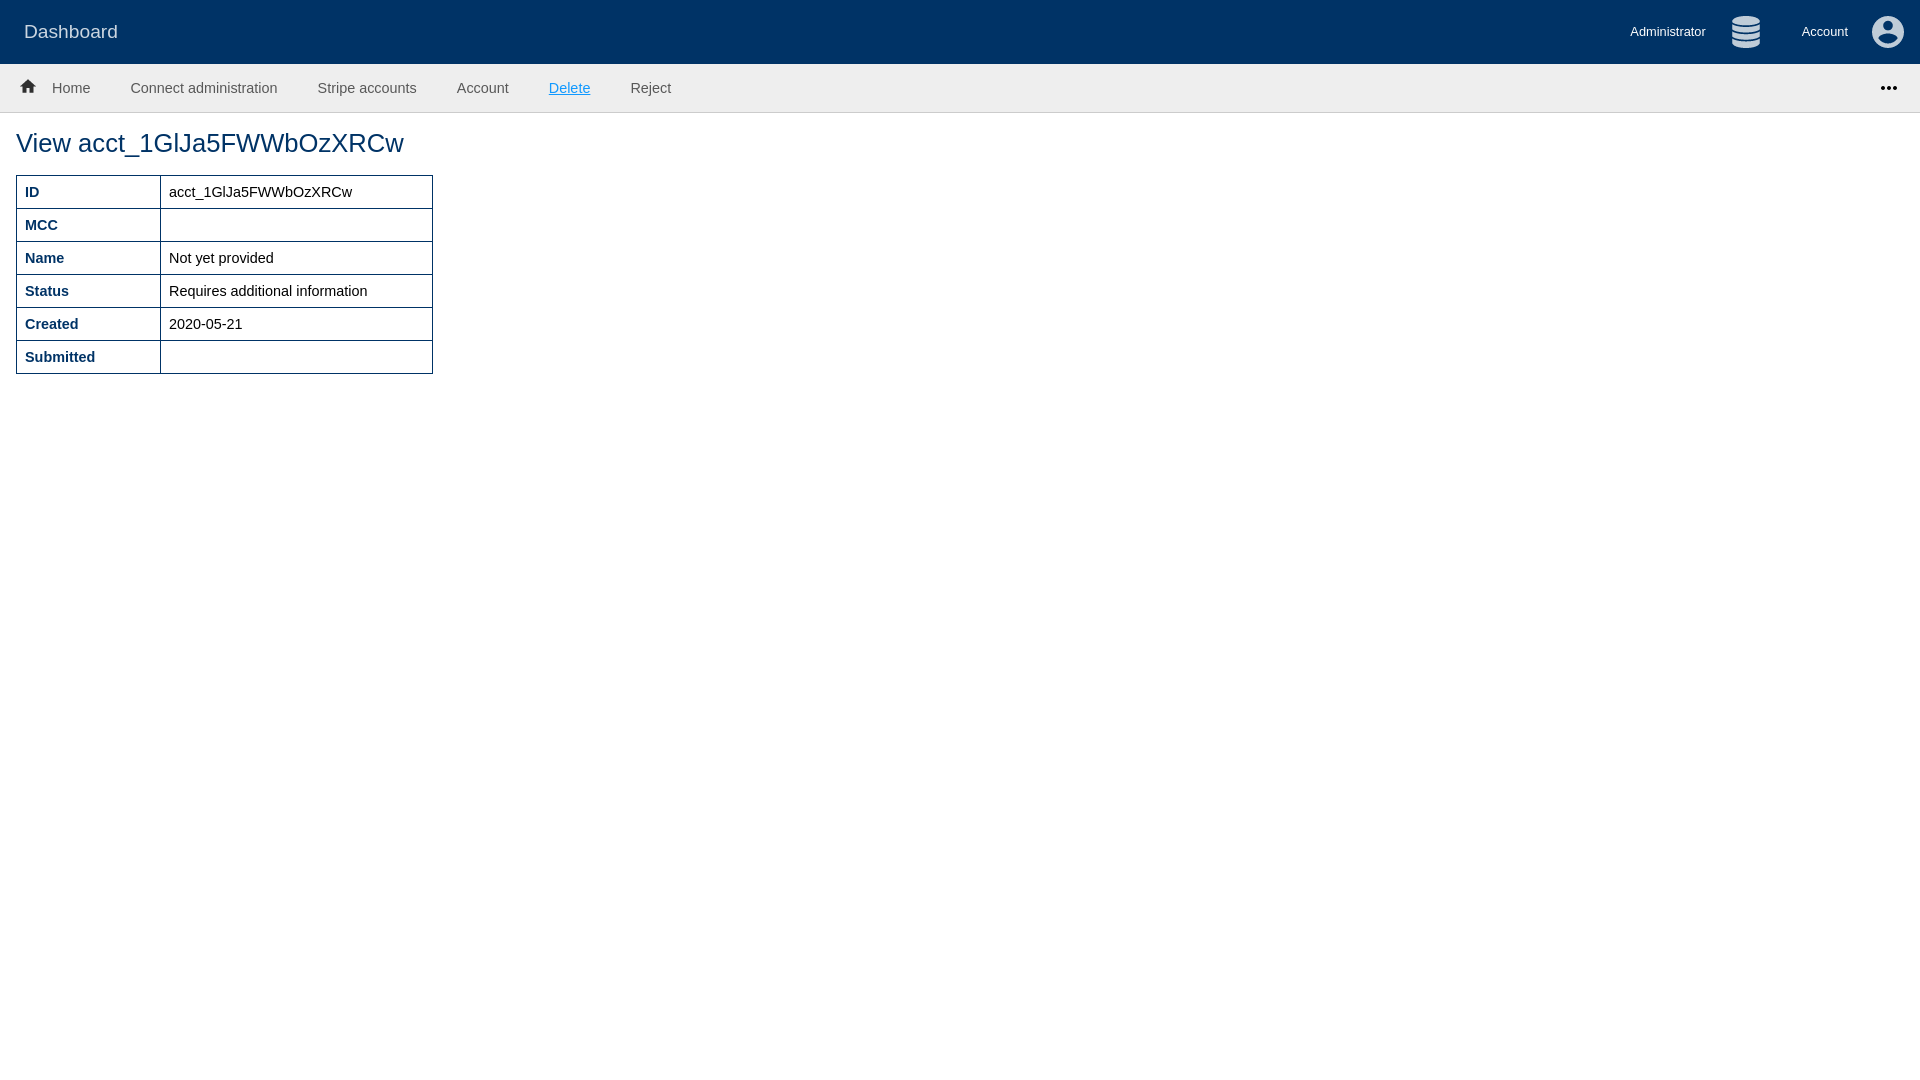 Dashboard
Administrator
Account
Home
Connect administration
Stripe accounts
Account
Delete
Reject
View acct_1GlJa5FWWbOzXRCw
ID acct_1GlJa5FWWbOzXRCw
MCC
Name Not yet provided
Status Requires additional information
Created 2020-05-21
Submitted